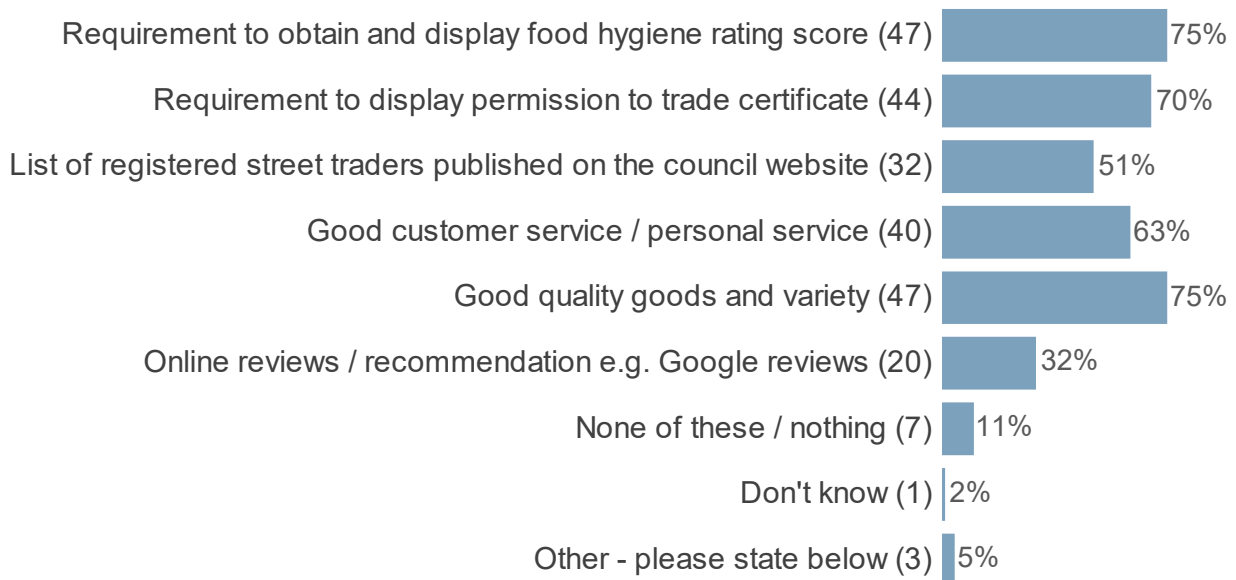 Requirement to obtain and display food hygiene rating score (47) 75%
Requirement to display permission to trade certificate (44) 70%
List of registered street traders published on the council website (32) 51%
Good customer service / personal service (40) 63%
Good quality goods and variety (47) 75%
Online reviews / recommendation e.g. Google reviews (20) 32%
None of these / nothing (7) 11%
Don't know (1) 2%
Other - please state below (3) 5%